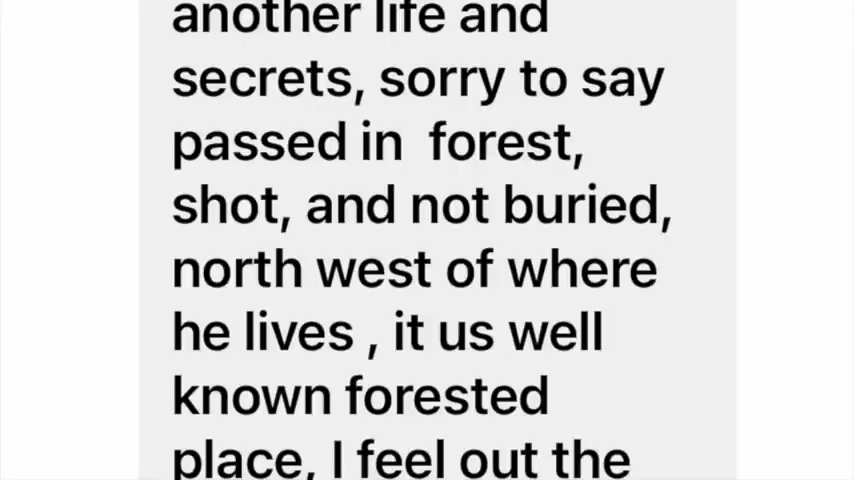 another life and
secrets, sorry to say
passed in  forest,
shot, and not buried,
north west of where
he lives , it us well
known forested
place, I feel out the